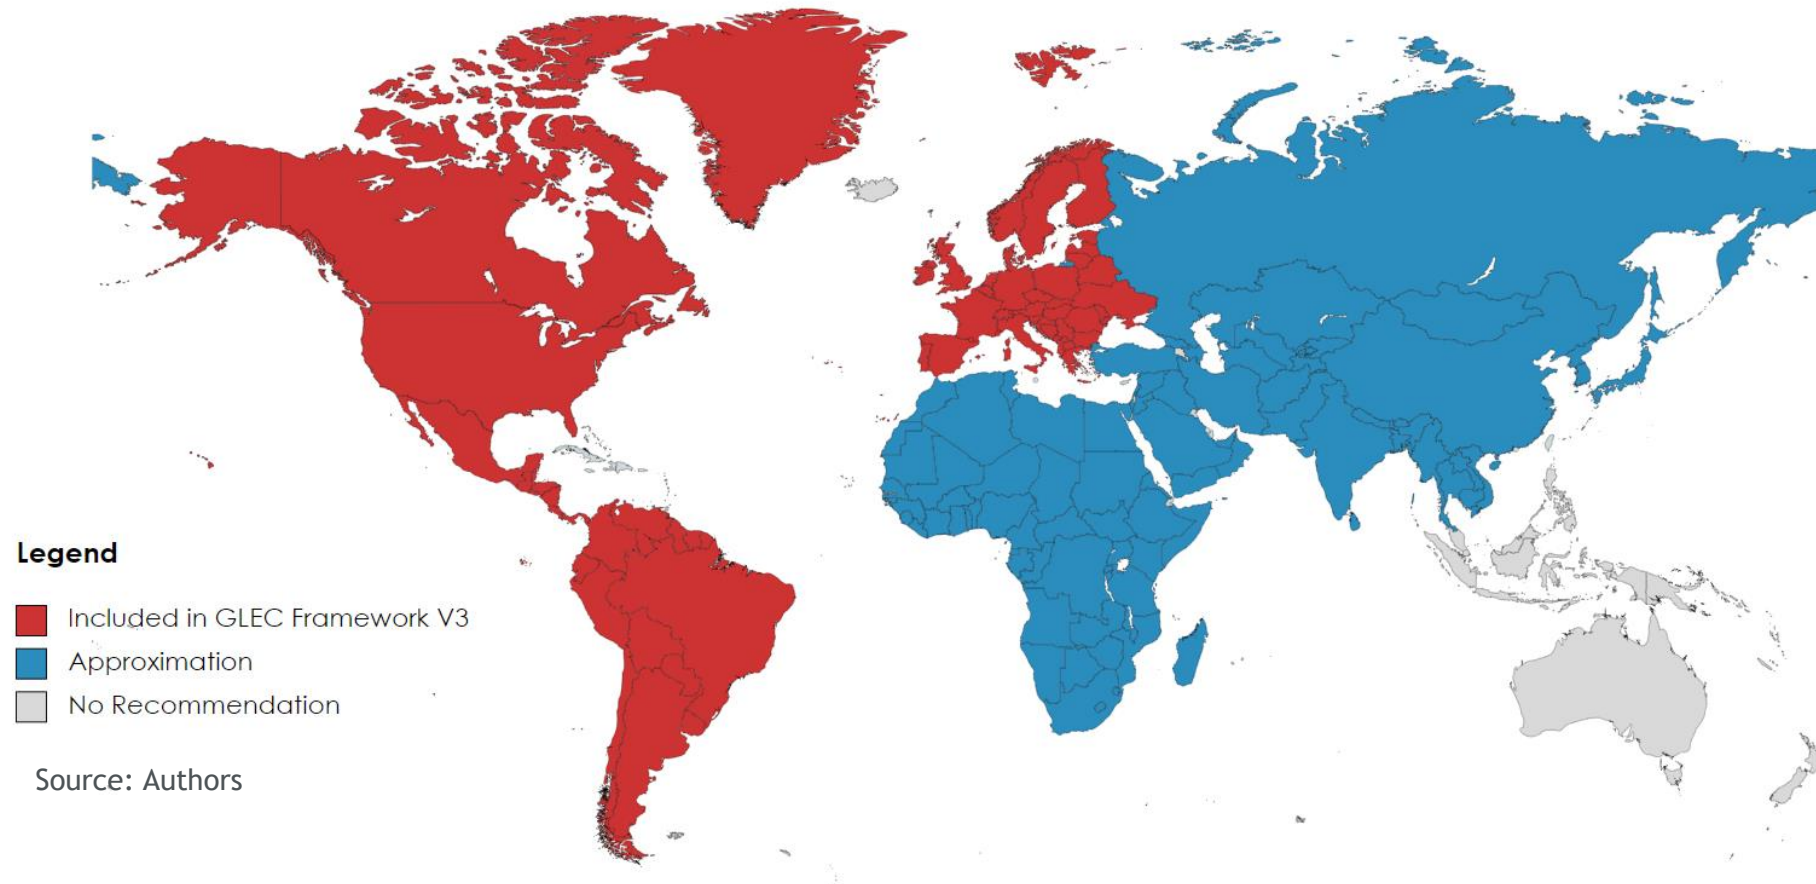 Legend
Included in GLEC Framework V3
Approximation
No Recommendation
Source: Authors